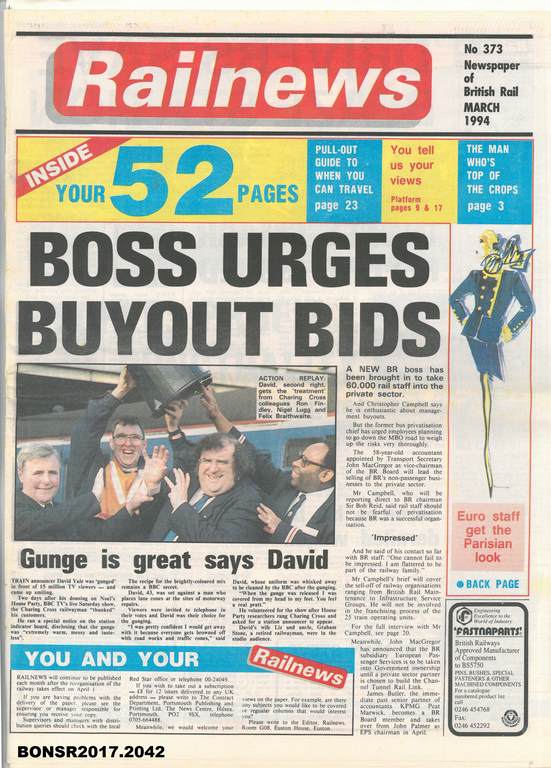 Railnews
No 373
Newspaper
of
British Rail
MARCH
1994
INSIDE
YOUR 52 PAGES
PULL-OUT
GUIDE TO
WHEN YOU
CAN TRAVEL
page 23
You tell
us your
views
Platform
pages 9 & 17
THE MAN
WHO'S
TOP OF
THE CROPS
page 3
BOSS URGES
BUYOUT BIDS
ACTION REPLAY.
David, second right,
gets the 'treatment'
from Charing Cross
colleagues Ron Fin-
dley, Nigel Lugg and
Felix Braithwaite.
Gunge is great says David
TRAIN announcer David Vale was 'gunged'
in front of 15 million TV viewers — and
came up smiling.
Two days after his dousing on Noel's
House Party, BBC TV's live Saturday show,
the Charing Cross railwayman "thanked"
his customers.
He ran a special notice on the station
indicator board, disclosing that the gunge
was "extremely warm, messy and taste-
less".
The recipe for the brightly-coloured mix
remains a BBC secret.
David, 43, was set against a man who
places lane cones at the sites of motorway
repairs.
Viewers were invited to telephone in
their votes and David was their choice for
the gunging.
"I was pretty confident I would get away
with it because everyone gets browned off
with road works and traffic cones," said
David, whose uniform was whisked away
to be cleaned by the BBC after the gunging.
"When the gunge was released I was
covered from my head to my feet. You feel
a real pratt."
He volunteered for the show after House
Party researchers rang Charing Cross and
asked for a station announcer to appear.
David's wife Liz and uncle, Graham
Stone, a retired railwayman, were in the
studio audience.
A NEW BR boss has
been brought in to take
60,000 rail staff into the
private sector.
And Christopher Campbell says
he is enthusiastic about manage-
ment buyouts.
But the former bus privatisation
chief has urged employees planning
to go down the MBO road to weigh
up the risks very thoroughly.
The 58-year-old accountant
appointed by Transport Secretary
John MacGregor as vice-chairman
of the BR Board will lead the
selling of BR's non-passenger busi-
nesses to the private sector.
Mr Campbell, who will be
reporting direct to BR chairman
Sir Bob Reid, said rail staff should
not be fearful of privatisation
because BR was a successful organ-
isation.
'Impressed'
And he said of his contact so far
with BR staff: "One cannot fail to
be impressed. I am flattered to be
part of the railway family."
Mr Campbell's brief will cover
the sell-off of railway organisations
ranging from British Rail Main-
tenance to Infrastructure Service
Groups. He will not be involved
in the franchising process of the
25 train operating units.
For the full interview with Mr
Campbell, see page 20.
Meanwhile, John MacGregor
has announced that the BR
subsidiary European Pas-
senger Services is to be taken
into Government ownership
until a private sector partner
is chosen to build the Chan-
nel Tunnel Rail Link.
James Butler, the imme-
diate past senior partner of
accountants KPMG Peat
Marwick, becomes a BR
Board member and takes
over from John Palmer as
EPS chairman in April.
Euro staff
get the
Parisian
look
● BACK PAGE
YOU AND YOUR Railnews
RAILNEWS will continue to be published
each month after the reorganisation of the
railway takes effect on April 1.
If you are having problems with the
delivery of the paper, please see the
supervisor or manager responsible for
ensuring you receive your copy.
Supervisors and managers with distri-
bution queries should check with the local
Red Star office or telephone 00-24049.
If you wish to take out a subscription
— £8 for 12 issues delivered to any UK
address — please write to The Contract
Department, Portsmouth Publishing and
Printing Ltd, The News Centre, Hilsea,
Portsmouth, PO2 9SX, telephone
0705-664488.
Meanwhile, we would welcome your
views on the paper. For example, are there
any subjects you would like to be covered
or regular columns that would interest
you?
Please write to the Editor, Railnews,
Room G08, Euston House, Euston.
Engineering
Excellence to the
World of Industry
'FASTNAPARTS'
British Railways
Approved Manufacturer
of Components
to BS5750
PINS, BUSHES, SPECIAL
FASTENERS & OTHER
MACHINED COMPONENTS
For a catalogue
numbered product list
call
0246 454768
Fax:
0246 452292
BONSR2017.2042